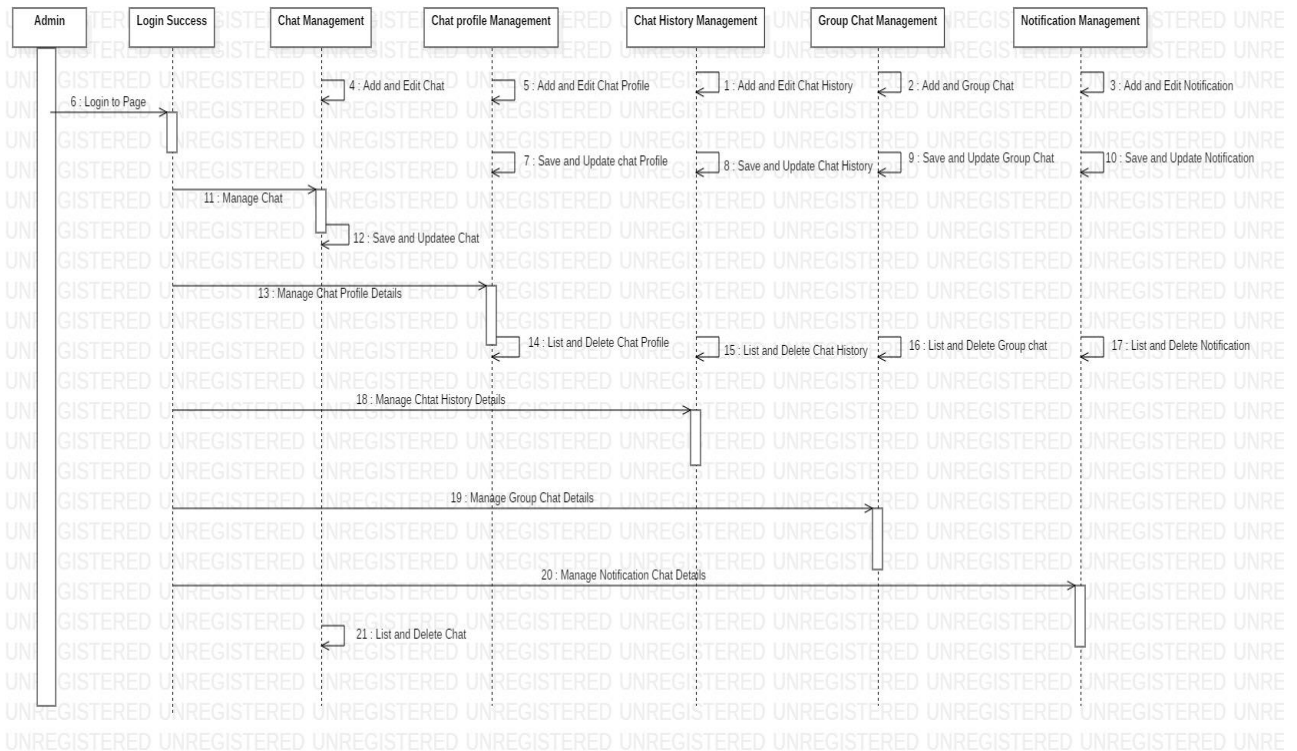 Admin
Login Success
Chat Management
Chat profile Management
Chat History Management
Group Chat Management
Notification Management
4 : Add and Edit Chat
5 : Add and Edit Chat Profile
1 : Add and Edit Chat History
2 : Add and Group Chat
3 : Add and Edit Notification
6 : Login to Page
7 : Save and Update chat Profile
8 : Save and Update Chat History
9 : Save and Update Group Chat
10 : Save and Update Notification
11 : Manage Chat
12 : Save and Updatee Chat
13 : Manage Chat Profile Details
14 : List and Delete Chat Profile
15 : List and Delete Chat History
16 : List and Delete Group chat
17 : List and Delete Notification
18 : Manage Chtat History Details
19 : Manage Group Chat Details
20 : Manage Notification Chat Details
21 : List and Delete Chat
UNREGISTERED